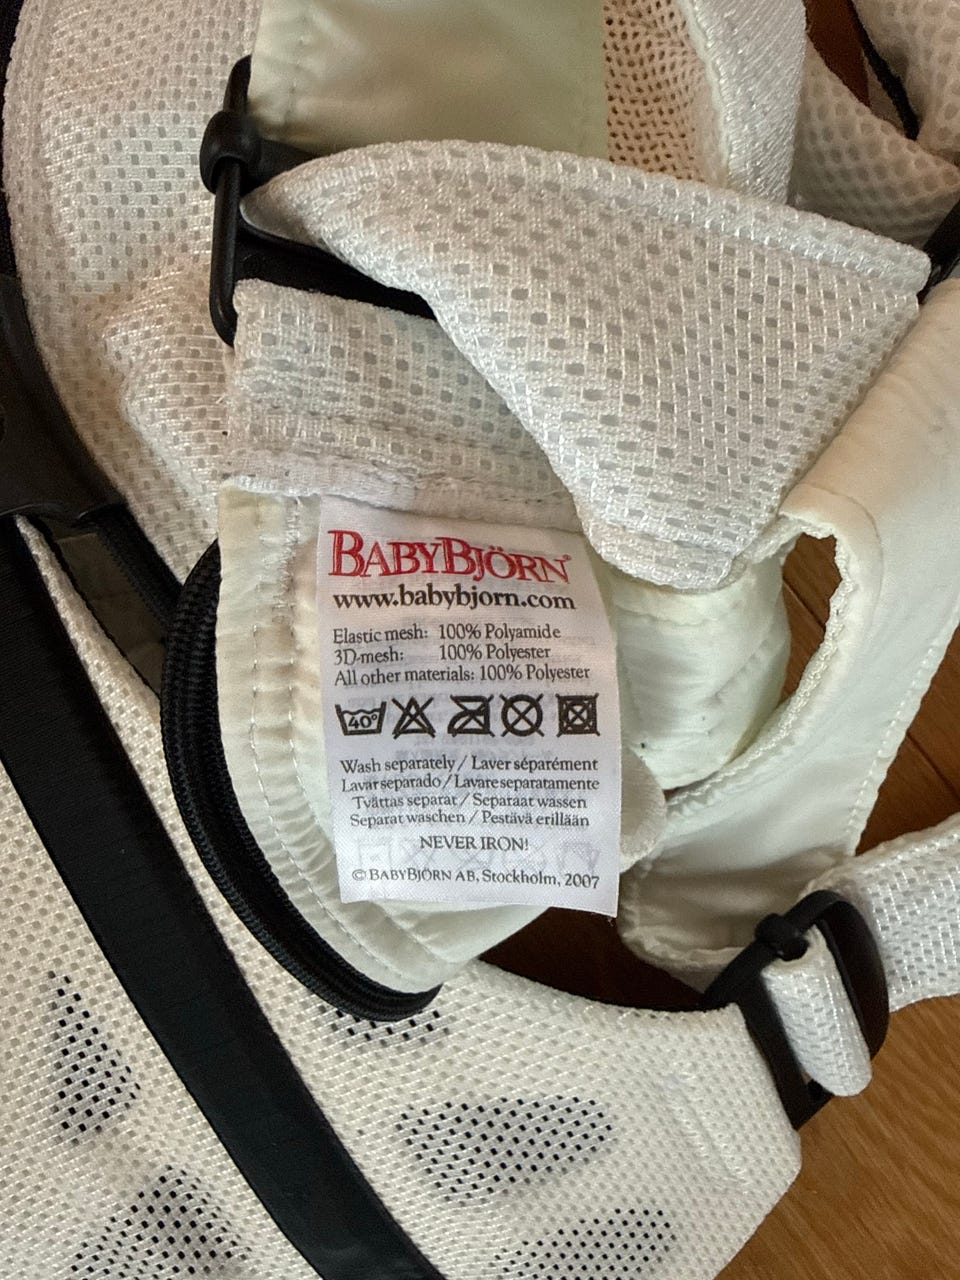 BABYBJÖRN®
www.babybjorn.com
Elastic mesh: 100% Polyamide
3D-mesh: 100% Polyester
All other materials: 100% Polyester
40°
Wash separately / Laver séparément
Lavar separado / Lavare separatamente
Tvättas separat / Separaat wassen
Separat waschen / Pestävä erillään
NEVER IRON!
© BABYBJÖRN AB, Stockholm, 2007